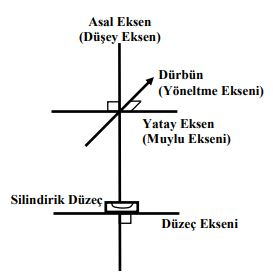 Asal Eksen
(Düşey Eksen)
Dürbün
(Yöneltme Ekseni)
Yatay Eksen
(Muylu Ekseni)
Silindirik Düzeç
Düzeç Ekseni